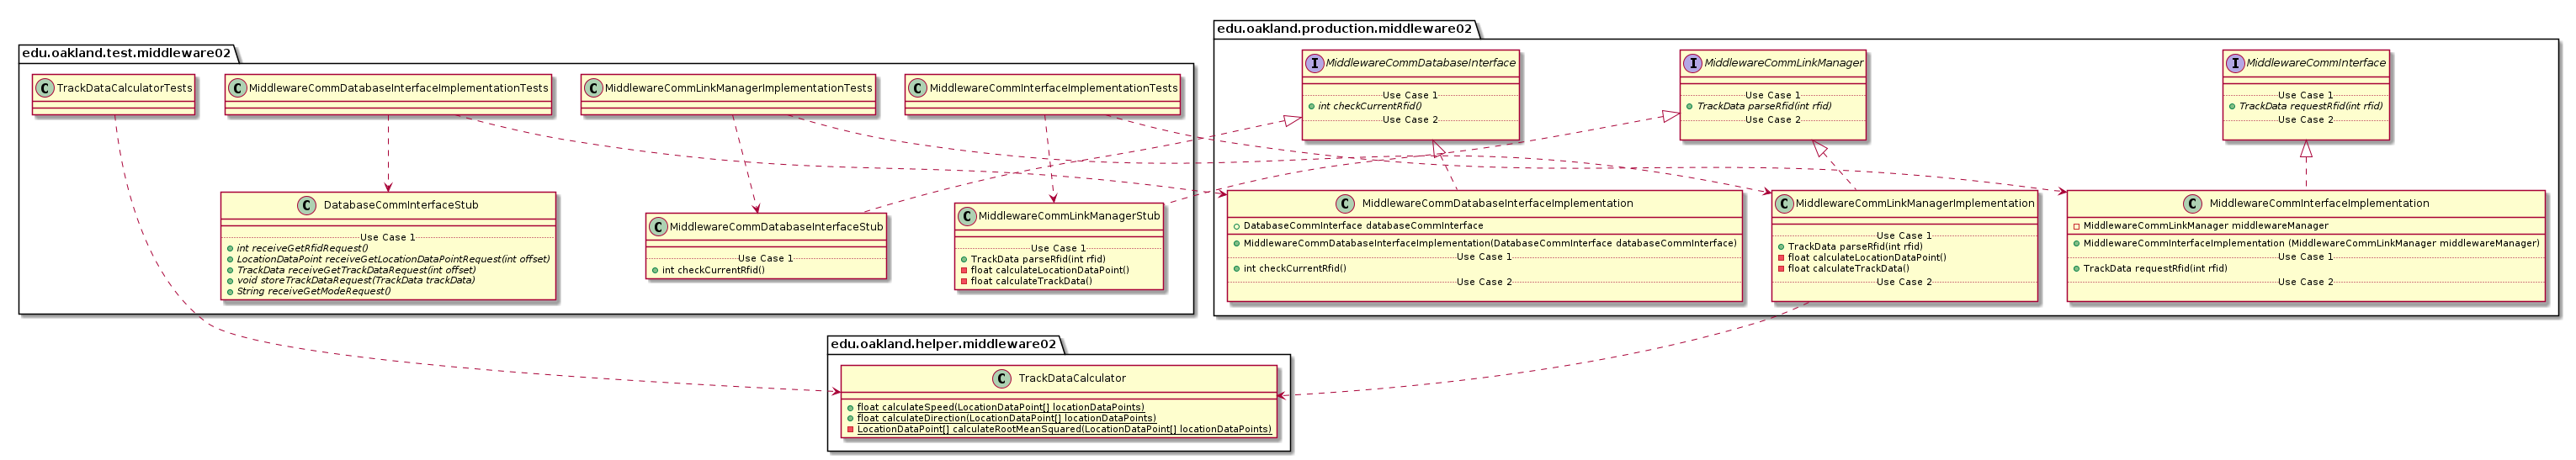 edu.oakland.test.middleware02
C TrackDataCalculatorTests
C MiddlewareCommDatabaseInterfaceImplementationTests
C MiddlewareCommLinkManagerImplementationTests
C MiddlewareCommInterfaceImplementationTests
C DatabaseCommInterfaceStub
Use Case 1
int receiveGetRfidRequest()
LocationDataPoint receiveGetLocationDataPointRequest(int offset)
TrackData receiveGetTrackDataRequest(int offset)
void storeTrackDataRequest(TrackData trackData)
String receiveGetModeRequest()
C MiddlewareCommDatabaseInterfaceStub
Use Case 1
int checkCurrentRfid()
C MiddlewareCommLinkManagerStub
Use Case 1
TrackData parseRfid(int rfid)
float calculateLocationDataPoint()
float calculateTrackData()
edu.oakland.production.middleware02
I MiddlewareCommDatabaseInterface
Use Case 1
int checkCurrentRfid()
Use Case 2
I MiddlewareCommLinkManager
Use Case 1
TrackData parseRfid(int rfid)
Use Case 2
I MiddlewareCommInterface
Use Case 1
TrackData requestRfid(int rfid)
Use Case 2
C MiddlewareCommDatabaseInterfaceImplementation
DatabaseCommInterface databaseCommInterface
MiddlewareCommDatabaseInterfaceImplementation(DatabaseCommInterface databaseCommInterface)
Use Case 1
int checkCurrentRfid()
Use Case 2
C MiddlewareCommLinkManagerImplementation
Use Case 1
TrackData parseRfid(int rfid)
float calculateLocationDataPoint()
float calculateTrackData()
Use Case 2
C MiddlewareCommInterfaceImplementation
MiddlewareCommLinkManager middlewareManager
MiddlewareCommInterfaceImplementation (MiddlewareCommLinkManager middlewareManager)
Use Case 1
TrackData requestRfid(int rfid)
Use Case 2
edu.oakland.helper.middleware02
C TrackDataCalculator
float calculateSpeed(LocationDataPoint[] locationDataPoints)
float calculateDirection(LocationDataPoint[] locationDataPoints)
LocationDataPoint[] calculateRootMeanSquared(LocationDataPoint[] locationDataPoints)